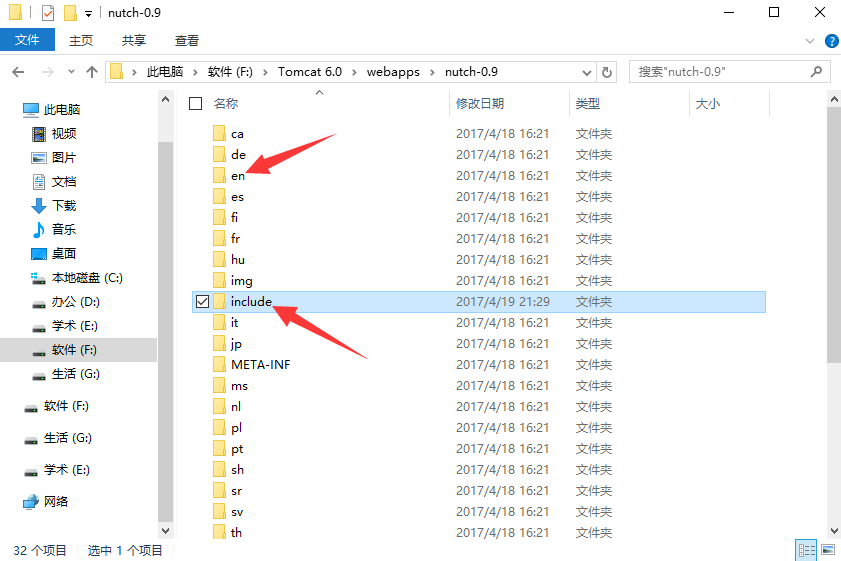 nutch-0.9
文件 主页 共享 查看
此电脑 软件 (F:) Tomcat 6.0 webapps nutch-0.9 搜索"nutch-0.9"
此电脑
视频
图片
文档
下载
音乐
桌面
本地磁盘 (C:)
办公 (D:)
学术 (E:)
软件 (F:)
生活 (G:)
软件 (F:)
生活 (G:)
学术 (E:)
网络
名称 修改日期 类型 大小
ca 2017/4/18 16:21 文件夹
de 2017/4/18 16:21 文件夹
en 2017/4/18 16:21 文件夹
es 2017/4/18 16:21 文件夹
fi 2017/4/18 16:21 文件夹
fr 2017/4/18 16:21 文件夹
hu 2017/4/18 16:21 文件夹
img 2017/4/18 16:21 文件夹
include 2017/4/19 21:29 文件夹
it 2017/4/18 16:21 文件夹
jp 2017/4/18 16:21 文件夹
META-INF 2017/4/18 16:21 文件夹
ms 2017/4/18 16:21 文件夹
nl 2017/4/18 16:21 文件夹
pl 2017/4/18 16:21 文件夹
pt 2017/4/18 16:21 文件夹
sh 2017/4/18 16:21 文件夹
sr 2017/4/18 16:21 文件夹
sv 2017/4/18 16:21 文件夹
th 2017/4/18 16:21 文件夹
32 个项目 选中 1 个项目